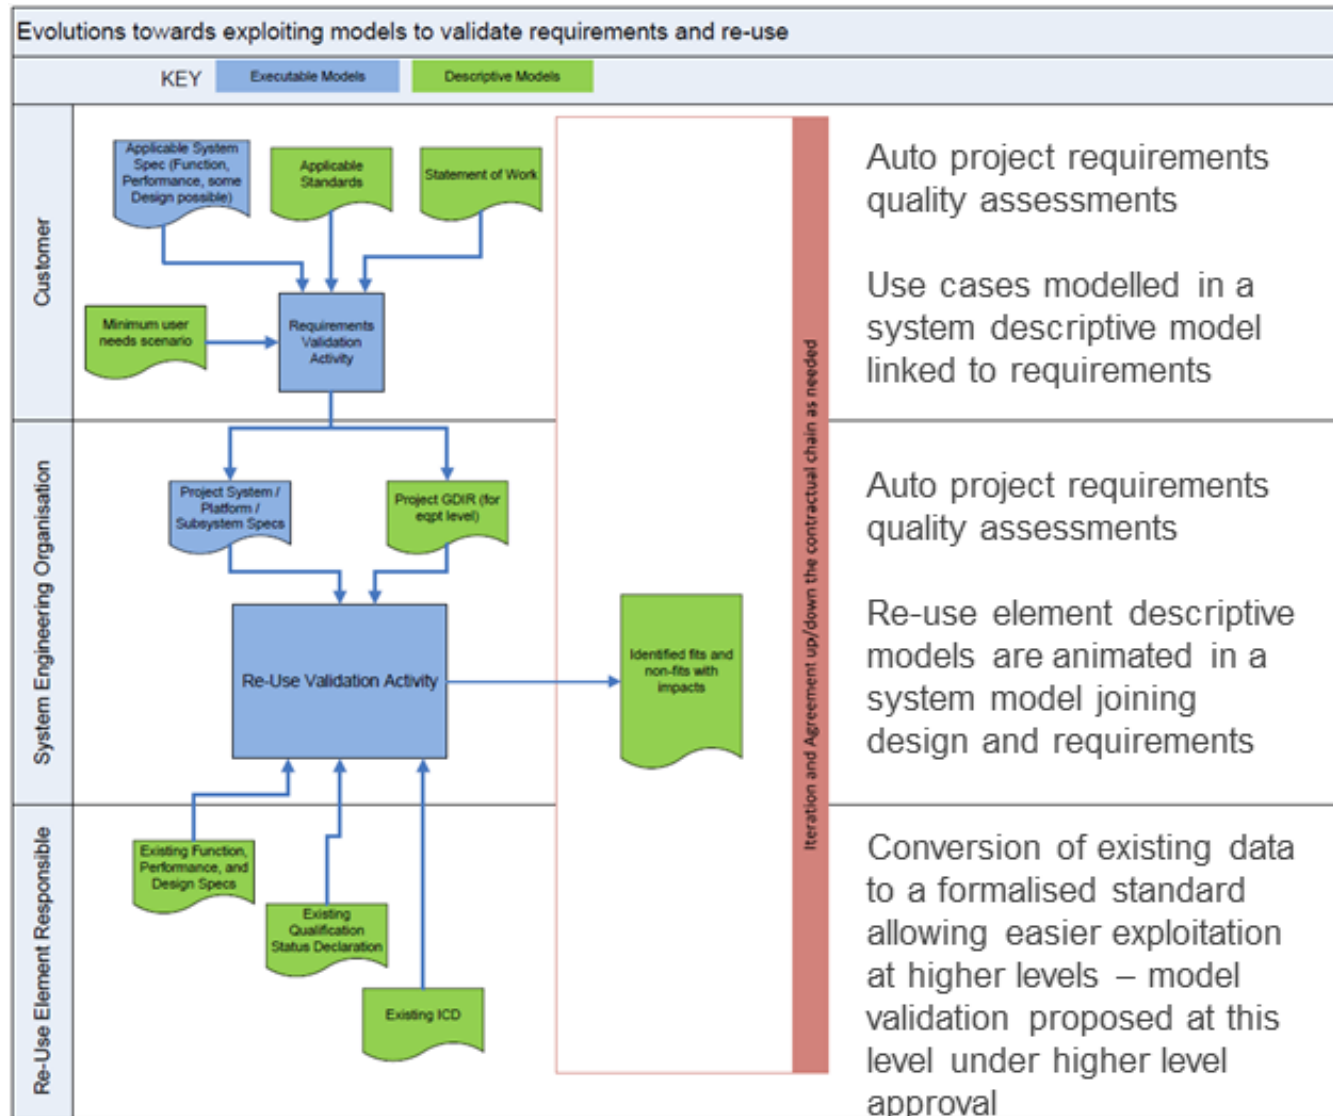 Evolutions towards exploiting models to validate requirements and re-use
KEY
Executable Models
Descriptive Models
Customer
Applicable System
Spec (Function,
Performance, some
Design possible)
Applicable
Standards
Statement of Work
Minimum user
needs scenario
Requirements
Validation
Activity
Auto project requirements
quality assessments
Use cases modelled in a
system descriptive model
linked to requirements
System Engineering Organisation
Project System /
Platform /
Subsystem Specs
Project GDIR (for
eqpt level)
Re-Use Validation Activity
Identified fits and
non-fits with
impacts
Iteration and Agreement up/down the contractual chain as needed
Auto project requirements
quality assessments
Re-use element descriptive
models are animated in a
system model joining
design and requirements
Re-Use Element Responsible
Existing Function,
Performance, and
Design Specs
Existing
Qualification
Status Declaration
Existing ICD
Conversion of existing data
to a formalised standard
allowing easier exploitation
at higher levels – model
validation proposed at this
level under higher level
approval